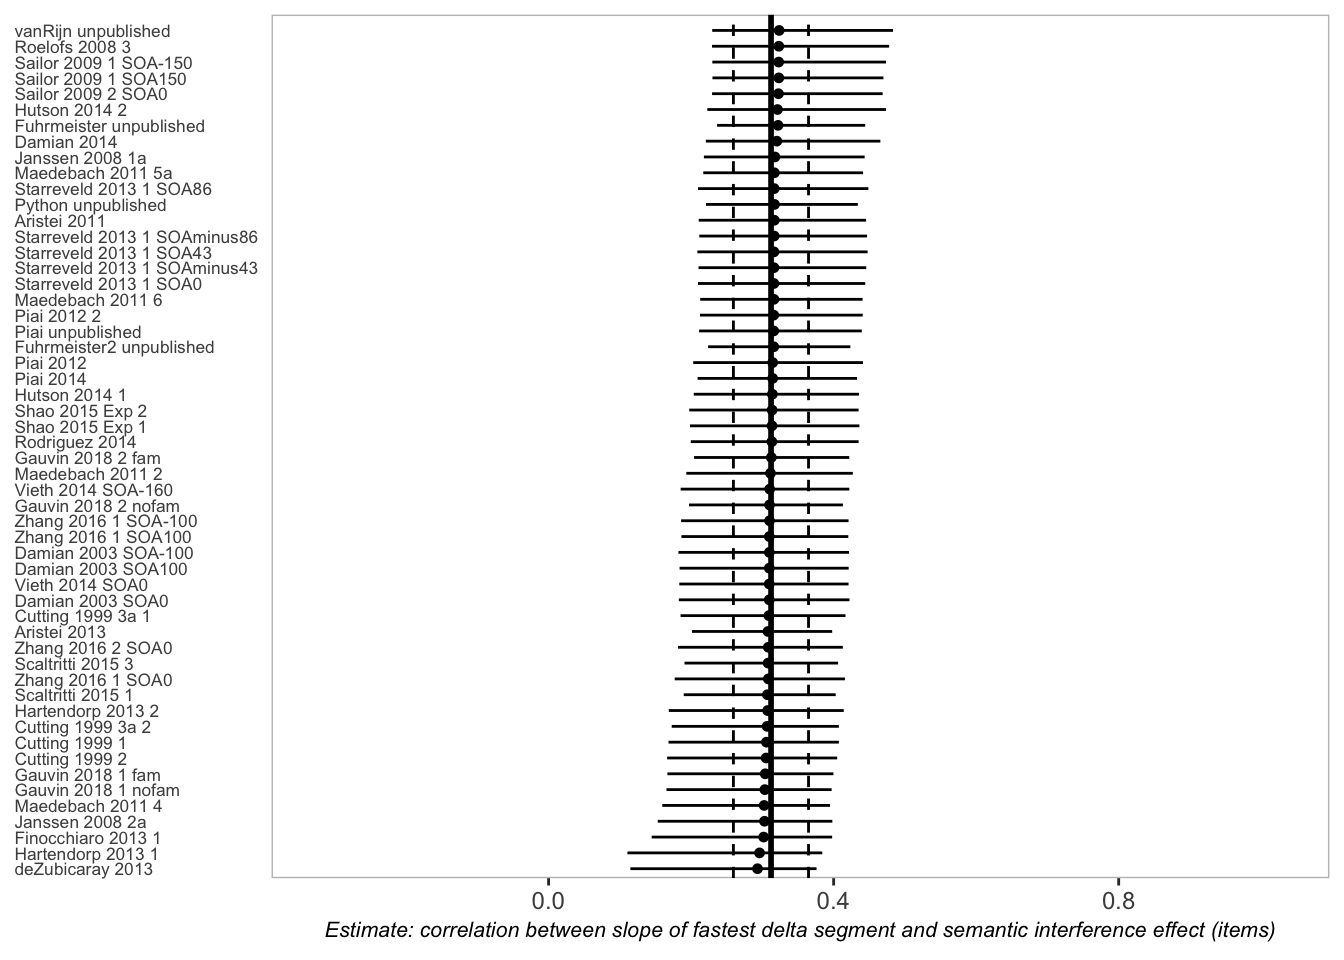 vanRijn unpublished
Roelofs 2008 3
Sailor 2009 1 SOA-150
Sailor 2009 1 SOA150
Sailor 2009 2 SOA0
Hutson 2014 2
Fuhrmeister unpublished
Damian 2014
Janssen 2008 1a
Maedebach 2011 5a
Starreveld 2013 1 SOA86
Python unpublished
Aristei 2011
Starreveld 2013 1 SOAminus86
Starreveld 2013 1 SOA43
Starreveld 2013 1 SOAminus43
Starreveld 2013 1 SOA0
Maedebach 2011 6
Piai 2012 2
Piai unpublished
Fuhrmeister2 unpublished
Piai 2012
Piai 2014
Hutson 2014 1
Shao 2015 Exp 2
Shao 2015 Exp 1
Rodriguez 2014
Gauvin 2018 2 fam
Maedebach 2011 2
Vieth 2014 SOA-160
Gauvin 2018 2 nofam
Zhang 2016 1 SOA-100
Zhang 2016 1 SOA100
Damian 2003 SOA-100
Damian 2003 SOA100
Vieth 2014 SOA0
Damian 2003 SOA0
Cutting 1999 3a 1
Aristei 2013
Zhang 2016 2 SOA0
Scaltritti 2015 3
Zhang 2016 1 SOA0
Scaltritti 2015 1
Hartendorp 2013 2
Cutting 1999 3a 2
Cutting 1999 1
Cutting 1999 2
Gauvin 2018 1 fam
Gauvin 2018 1 nofam
Maedebach 2011 4
Janssen 2008 2a
Finocchiaro 2013 1
Hartendorp 2013 1
deZubicaray 2013
0.0 0.4 0.8
Estimate: correlation between slope of fastest delta segment and semantic interference effect (items)